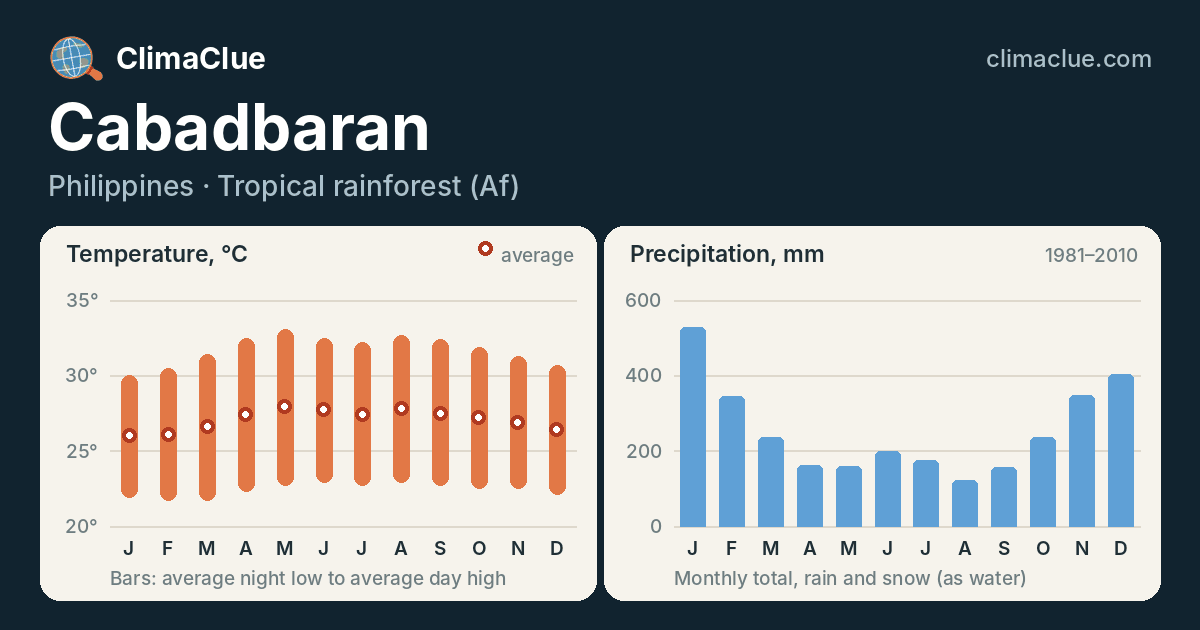 ClimaClue
climaclue.com
Cabadbaran
Philippines · Tropical rainforest (Af)
Temperature, °C
average
35°
30°
25°
20°
J F M A M J J A S O N D
Bars: average night low to average day high
Precipitation, mm
1981–2010
600
400
200
0
J F M A M J J A S O N D
Monthly total, rain and snow (as water)